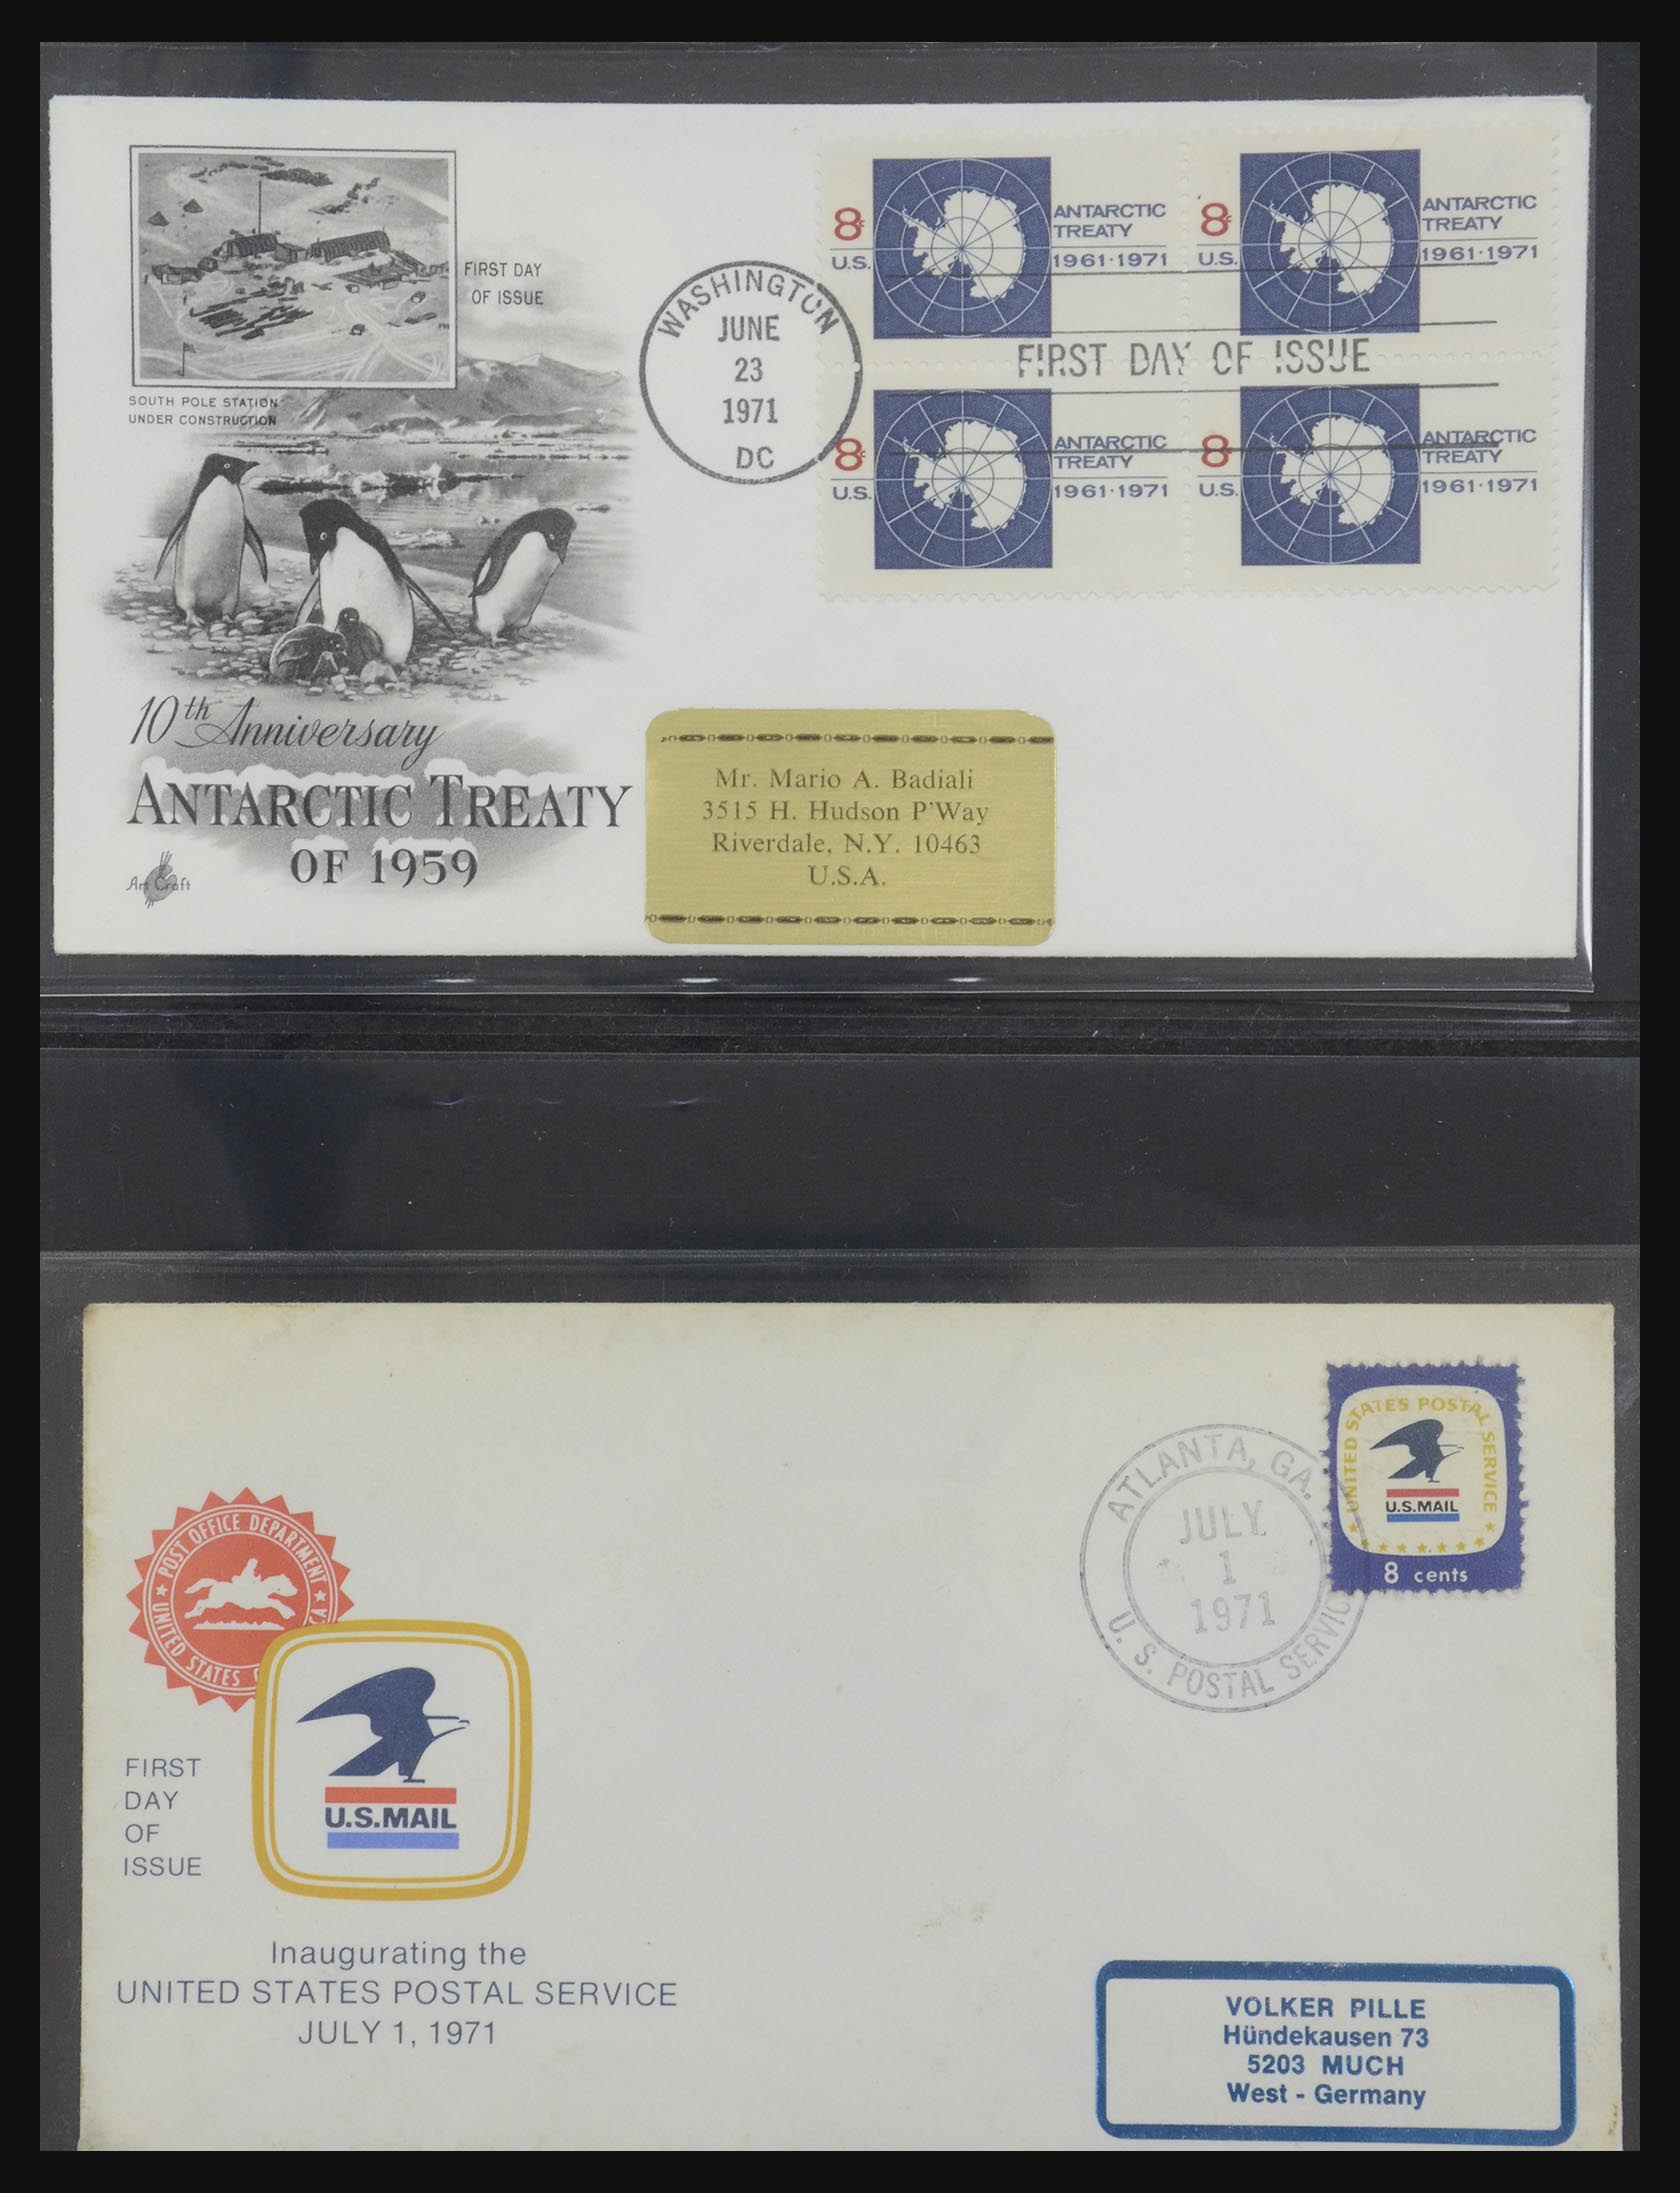 FIRST DAY
OF ISSUE
SOUTH POLE STATION
UNDER CONSTRUCTION
10th Anniversary
ANTARCTIC TREATY
OF 1959
Art Craft
WASHINGTON
JUNE
23
1971
DC
8c
U.S.
ANTARCTIC
TREATY
1961·1971
8c
U.S.
ANTARCTIC
TREATY
1961·1971
FIRST DAY OF ISSUE
8c
U.S.
ANTARCTIC
TREATY
1961·1971
8c
U.S.
ANTARCTIC
TREATY
1961·1971
Mr. Mario A. Badiali
3515 H. Hudson P'Way
Riverdale, N.Y. 10463
U.S.A.
UNITED STATES POSTAL SERVICE
U.S.MAIL
8 cents
ATLANTA, GA.
JULY
1
1971
U. S. POSTAL SERVICE
POST OFFICE DEPARTMENT
UNITED STATES
U.S.MAIL
FIRST
DAY
OF
ISSUE
Inaugurating the
UNITED STATES POSTAL SERVICE
JULY 1, 1971
VOLKER PILLE
Hündekausen 73
5203 MUCH
West - Germany